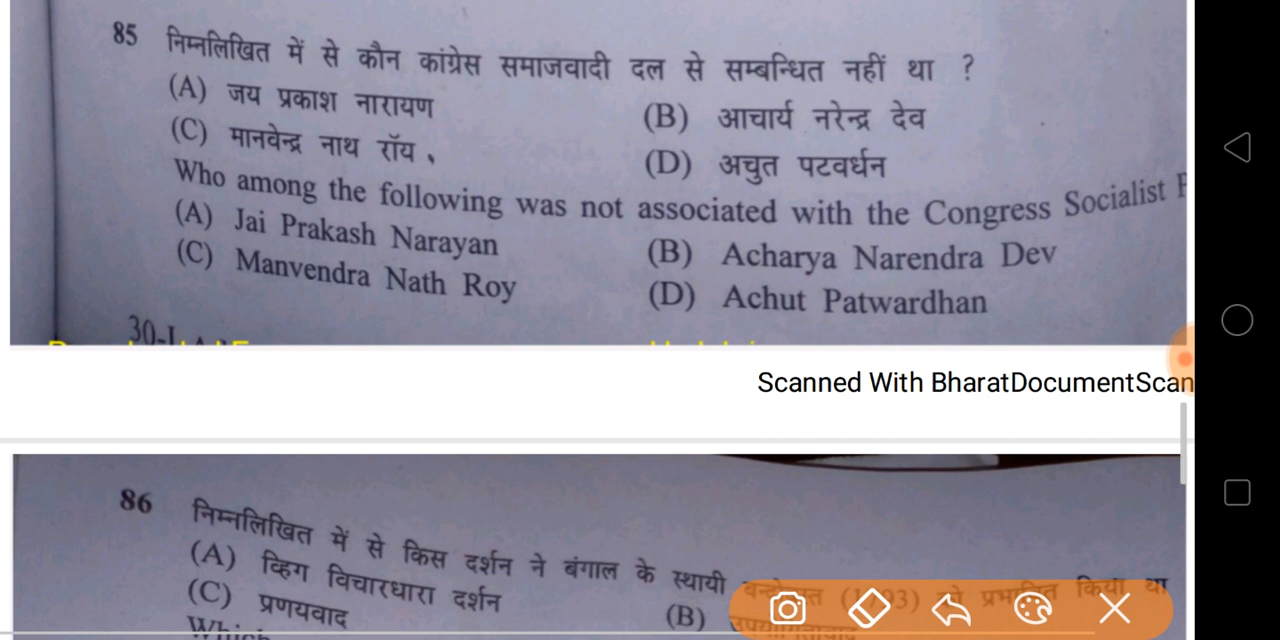 85 निम्नलिखित में से कौन कांग्रेस समाजवादी दल से सम्बन्धित नहीं था ?
(A) जय प्रकाश नारायण (B) आचार्य नरेन्द्र देव
(C) मानवेन्द्र नाथ रॉय (D) अचुत पटवर्धन
Who among the following was not associated with the Congress Socialist
(A) Jai Prakash Narayan (B) Acharya Narendra Dev
(C) Manvendra Nath Roy (D) Achut Patwardhan
Scanned With BharatDocumentScan
86 निम्नलिखित में से किस दर्शन ने बंगाल के स्थायी किया था
(A) व्हिग विचारधारा दर्शन (B)
(C) प्रणयवाद